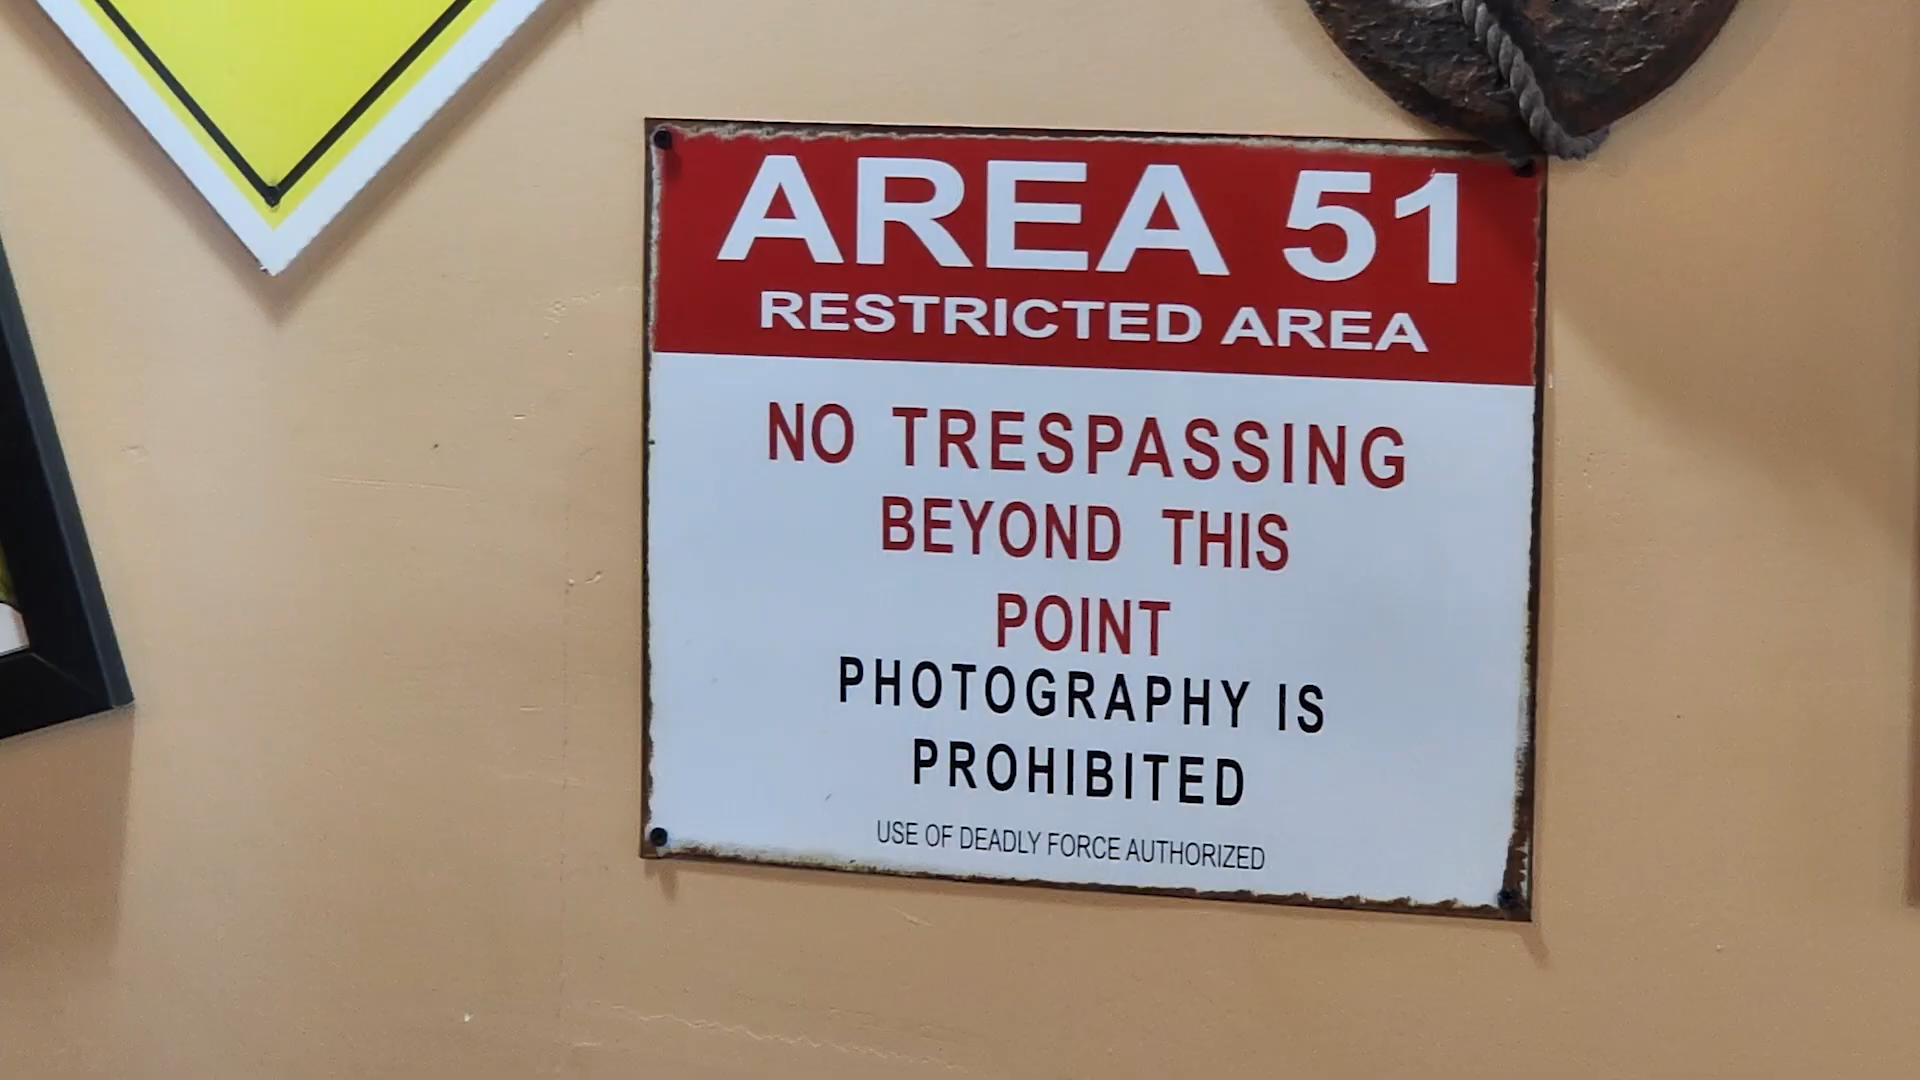 AREA 51
RESTRICTED AREA
NO TRESPASSING
BEYOND THIS
POINT
PHOTOGRAPHY IS
PROHIBITED
USE OF DEADLY FORCE AUTHORIZED